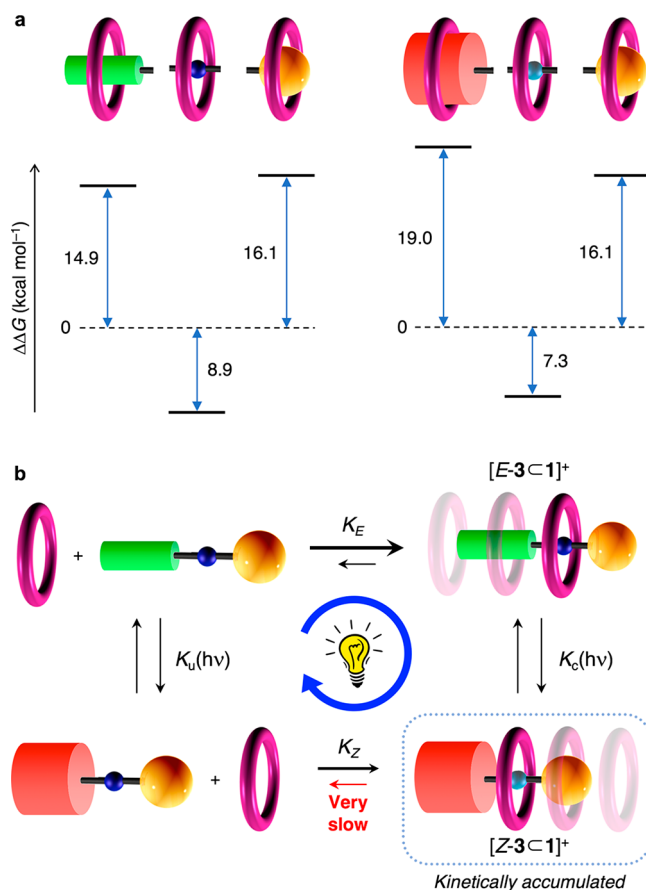 a
ΔΔG (kcal mol⁻¹)
14.9
16.1
0
8.9
19.0
16.1
0
7.3
b
[E-3⊂1]⁺
+
K_E
K_u(hν)
K_c(hν)
+
K_Z
Very
slow
[Z-3⊂1]⁺
Kinetically accumulated